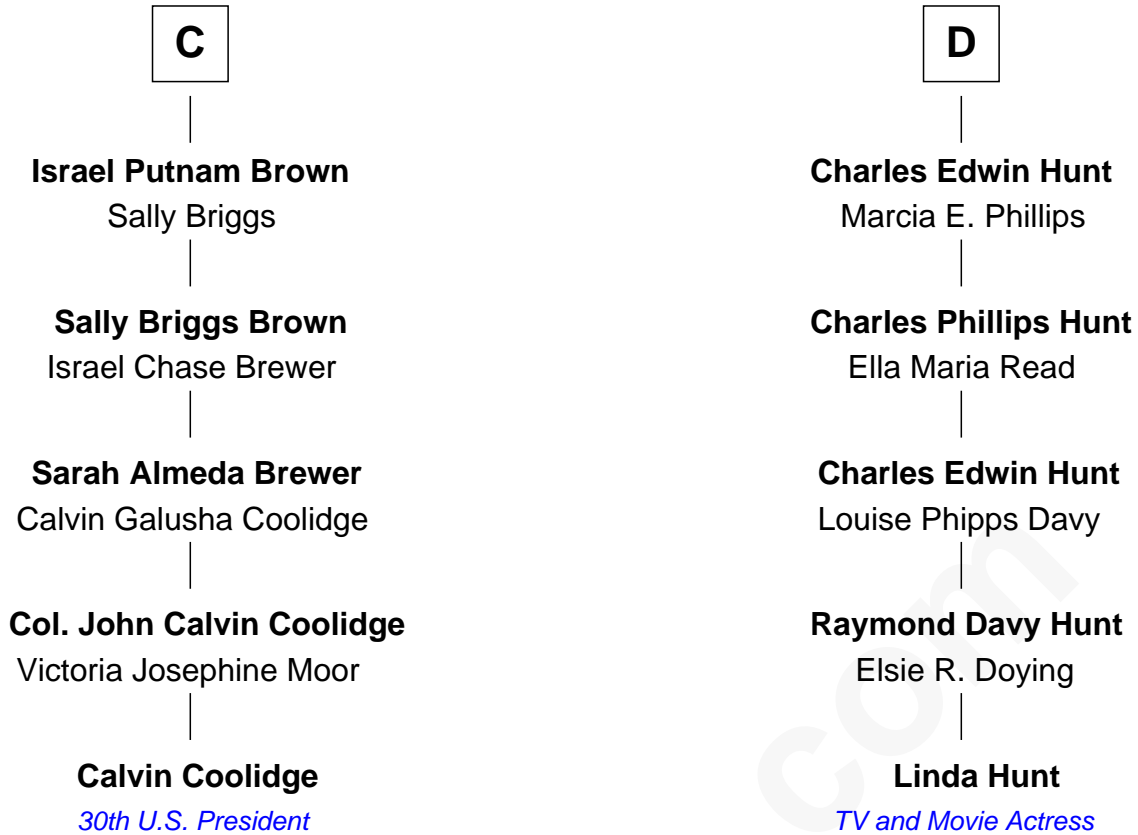 C
Israel Putnam Brown
Sally Briggs
Sally Briggs Brown
Israel Chase Brewer
Sarah Almeda Brewer
Calvin Galusha Coolidge
Col. John Calvin Coolidge
Victoria Josephine Moor
Calvin Coolidge
30th U.S. President
D
Charles Edwin Hunt
Marcia E. Phillips
Charles Phillips Hunt
Ella Maria Read
Charles Edwin Hunt
Louise Phipps Davy
Raymond Davy Hunt
Elsie R. Doying
Linda Hunt
TV and Movie Actress
com